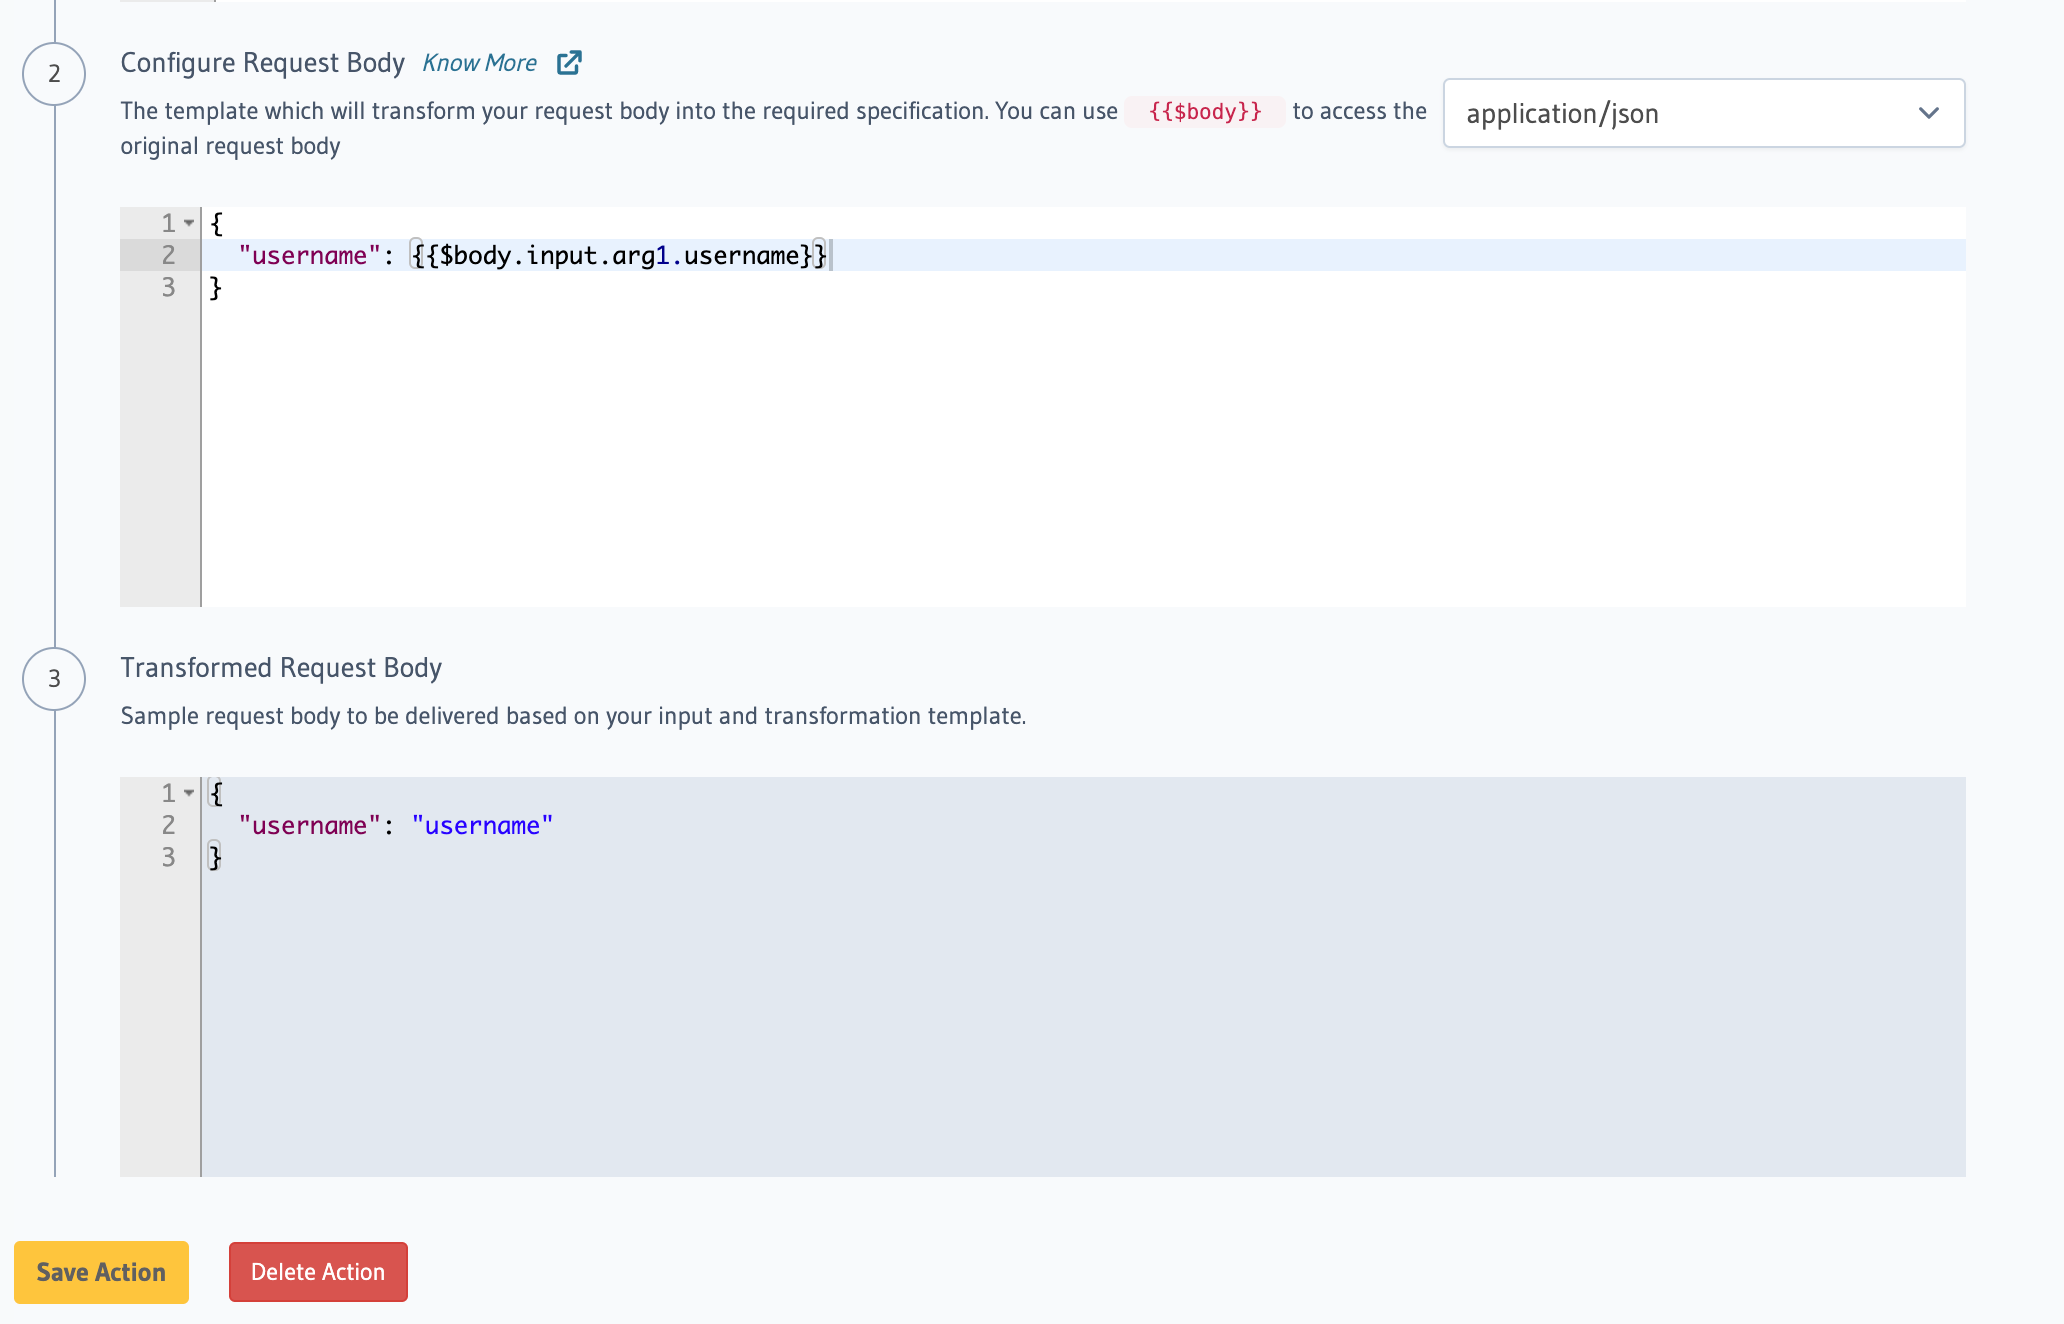 2
Configure Request Body Know More
The template which will transform your request body into the required specification. You can use {{$body}} to access the
original request body
application/json
1 {
2 "username": {{$body.input.arg1.username}}
3 }
3
Transformed Request Body
Sample request body to be delivered based on your input and transformation template.
1 {
2 "username": "username"
3 }
Save Action
Delete Action